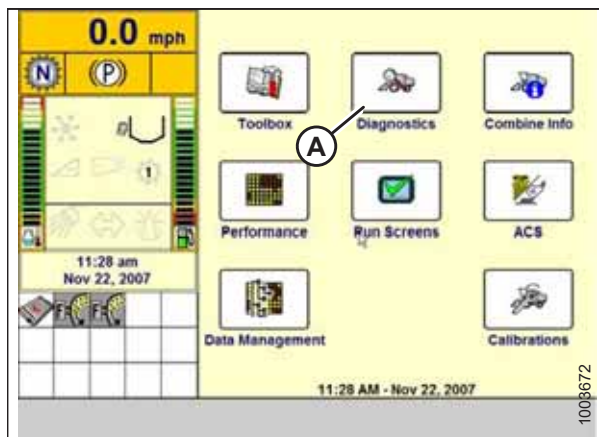 0.0 mph
N (P)
1
11:28 am
Nov 22, 2007
Toolbox
Diagnostics
Combine Info
A
Performance
Run Screens
ACS
Data Management
Calibrations
11:28 AM - Nov 22, 2007
1003672